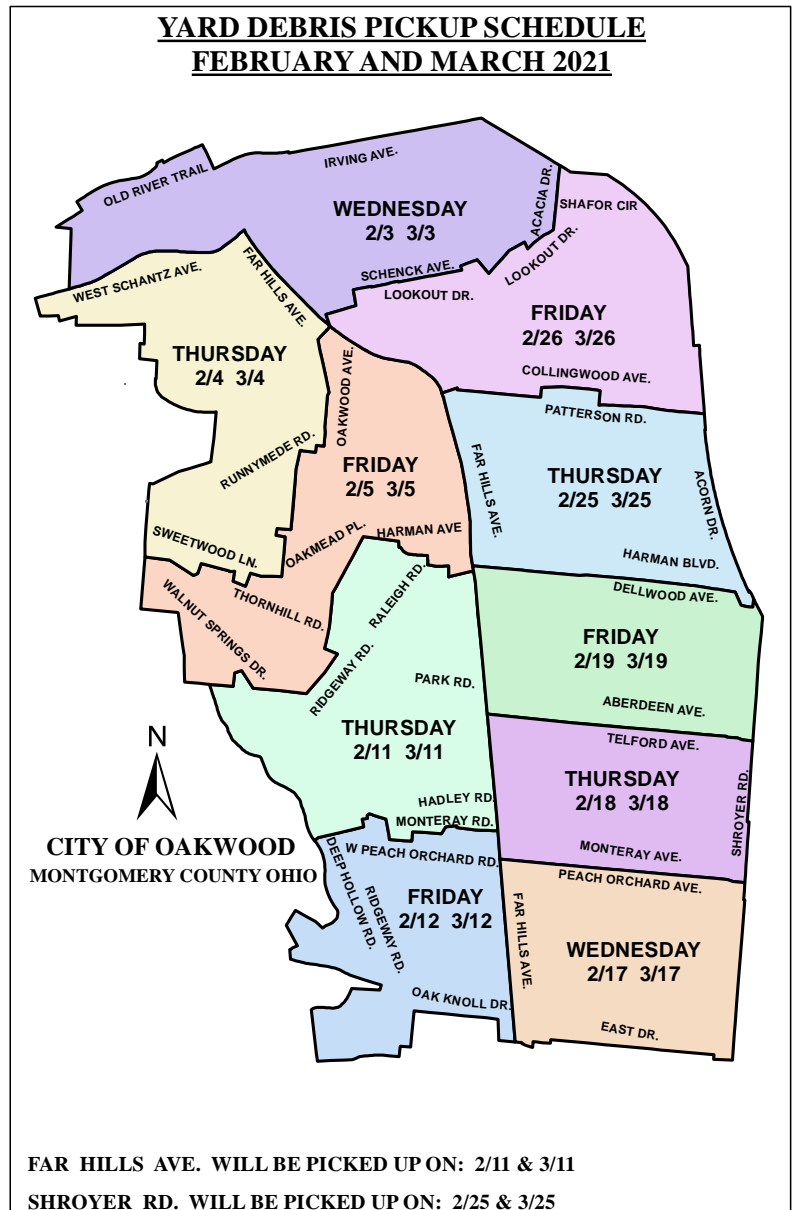 YARD DEBRIS PICKUP SCHEDULE
FEBRUARY AND MARCH 2021
OLD RIVER TRAIL
IRVING AVE.
ACACIA DR.
SHAFOR CIR
WEDNESDAY
2/3 3/3
SCHENCK AVE.
LOOKOUT DR.
LOOKOUT DR.
WEST SCHANTZ AVE.
FAR HILLS AVE.
FRIDAY
2/26 3/26
COLLINGWOOD AVE.
THURSDAY
2/4 3/4
OAKWOOD AVE.
RUNNYMEDE RD.
SWEETWOOD LN.
FRIDAY
2/5 3/5
OAKMEAD PL.
HARMAN AVE
THORNHILL RD.
WALNUT SPRINGS DR.
PATTERSON RD.
FAR HILLS AVE.
THURSDAY
2/25 3/25
ACORN DR.
HARMAN BLVD.
DELLWOOD AVE.
FRIDAY
2/19 3/19
ABERDEEN AVE.
RALEIGH RD.
RIDGEWAY RD.
PARK RD.
THURSDAY
2/11 3/11
HADLEY RD.
MONTERAY RD.
TELFORD AVE.
THURSDAY
2/18 3/18
SHROYER RD.
MONTERAY AVE.
N
CITY OF OAKWOOD
MONTGOMERY COUNTY OHIO
W PEACH ORCHARD RD.
DEEP HOLLOW RD.
RIDGEWAY RD.
FRIDAY
2/12 3/12
OAK KNOLL DR.
PEACH ORCHARD AVE.
FAR HILLS AVE.
WEDNESDAY
2/17 3/17
EAST DR.
FAR HILLS AVE. WILL BE PICKED UP ON: 2/11 & 3/11
SHROYER RD. WILL BE PICKED UP ON: 2/25 & 3/25